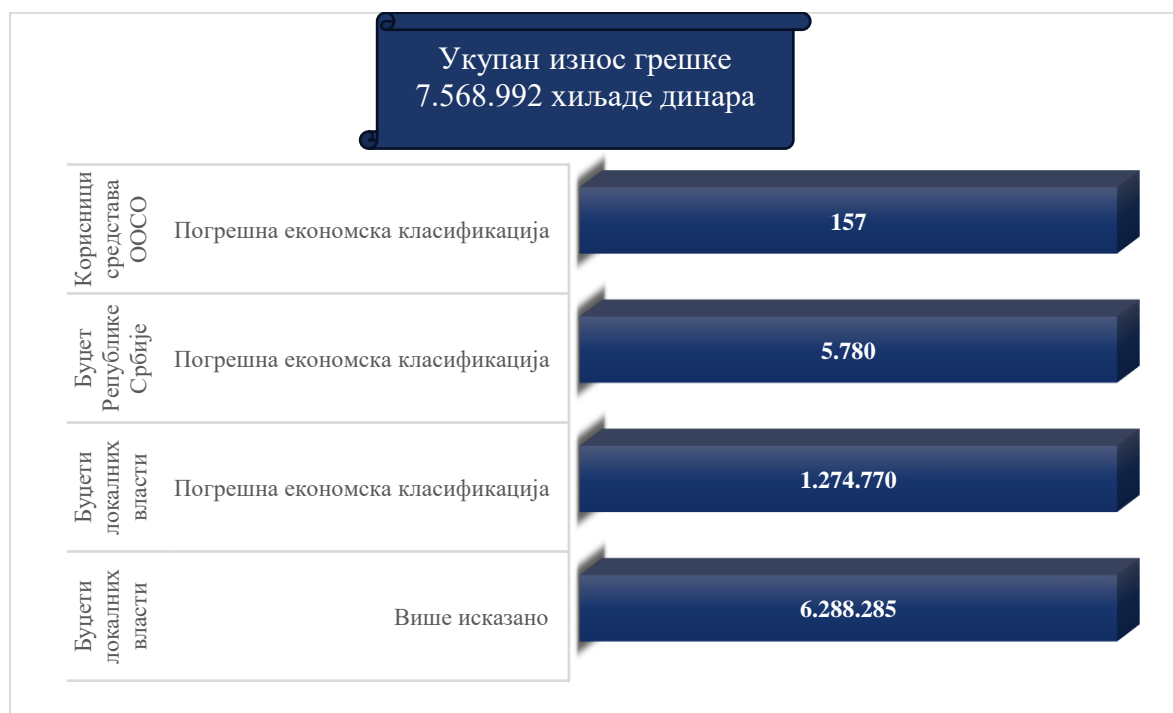 Укупан износ грешке
7.568.992 хиљаде динара
Корисници
средстава
ООСО
Погрешна економска класификација
157
Буџет
Републике
Србије
Погрешна економска класификација
5.780
Буџети
локалних
власти
Погрешна економска класификација
1.274.770
Буџети
локалних
власти
Више исказано
6.288.285